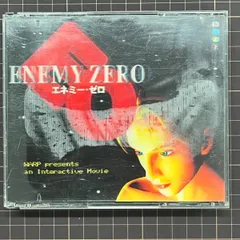 ENEMY ZERO
エネミー・ゼロ
WARP presents
an Interactive Movie